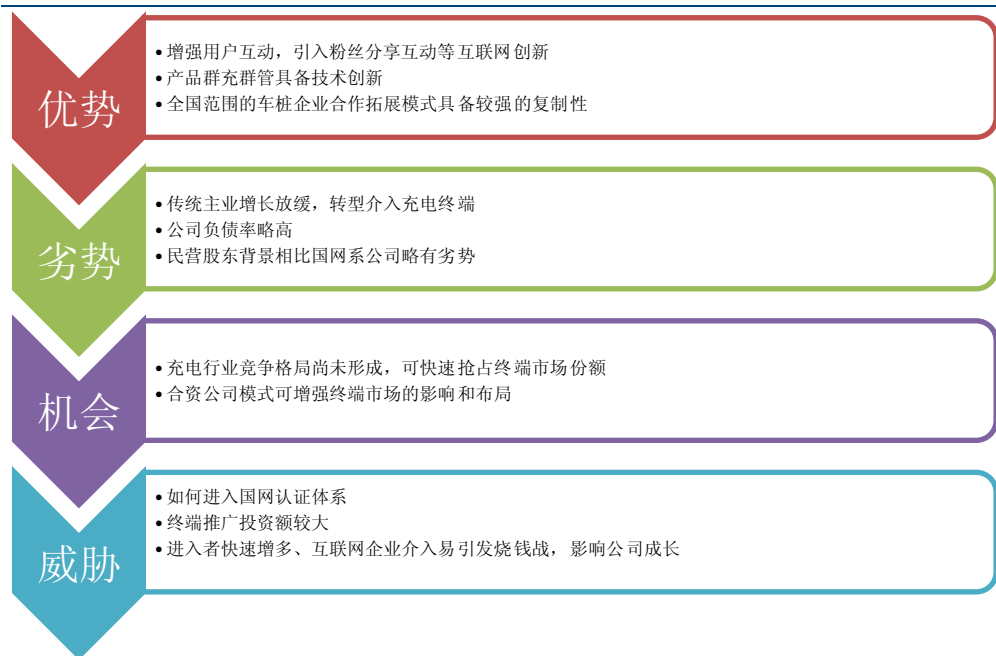 优势
•增强用户互动，引入粉丝分享互动等互联网创新
•产品群充群管具备技术创新
•全国范围的车桩企业合作拓展模式具备较强的复制性
劣势
•传统主业增长放缓，转型介入充电终端
•公司负债率略高
•民营股东背景相比国网系公司略有劣势
机会
•充电行业竞争格局尚未形成，可快速抢占终端市场份额
•合资公司模式可增强终端市场的影响和布局
威胁
•如何进入国网认证体系
•终端推广投资额较大
•进入者快速增多、互联网企业介入易引发烧钱战，影响公司成长